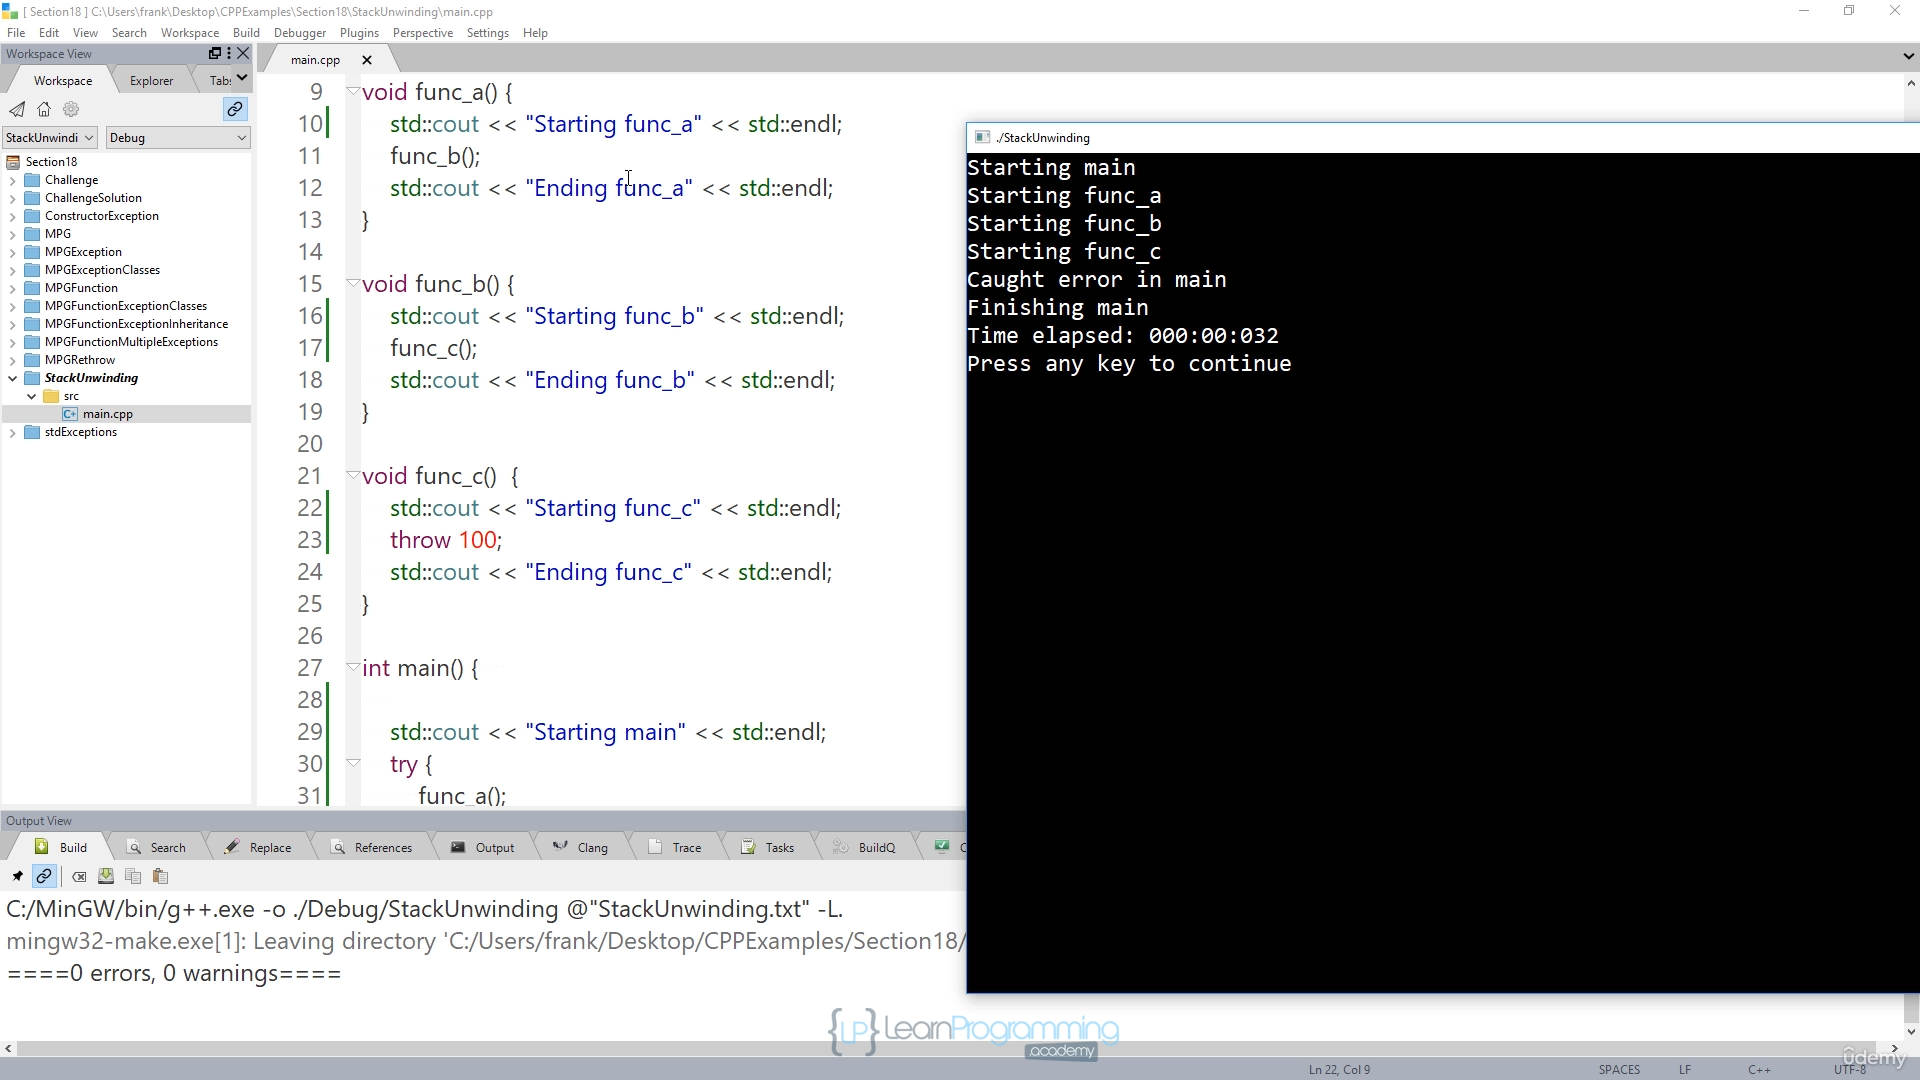 [ Section18 ] C:\Users\frank\Desktop\CPPExamples\Section18\StackUnwinding\main.cpp
File Edit View Search Workspace Build Debugger Plugins Perspective Settings Help
Workspace View
Workspace Explorer Tabs
StackUnwindi Debug
Section18
Challenge
ChallengeSolution
ConstructorException
MPG
MPGException
MPGExceptionClasses
MPGFunction
MPGFunctionExceptionClasses
MPGFunctionExceptionInheritance
MPGFunctionMultipleExceptions
MPGRethrow
StackUnwinding
src
main.cpp
stdExceptions
main.cpp
9 void func_a() {
10 std::cout << "Starting func_a" << std::endl;
11 func_b();
12 std::cout << "Ending func_a" << std::endl;
13 }
14
15 void func_b() {
16 std::cout << "Starting func_b" << std::endl;
17 func_c();
18 std::cout << "Ending func_b" << std::endl;
19 }
20
21 void func_c()  {
22 std::cout << "Starting func_c" << std::endl;
23 throw 100;
24 std::cout << "Ending func_c" << std::endl;
25 }
26
27 int main() {
28
29 std::cout << "Starting main" << std::endl;
30 try {
31 func_a();
./StackUnwinding
Starting main
Starting func_a
Starting func_b
Starting func_c
Caught error in main
Finishing main
Time elapsed: 000:00:032
Press any key to continue
Output View
Build Search Replace References Output Clang Trace Tasks BuildQ
C:/MinGW/bin/g++.exe -o ./Debug/StackUnwinding @"StackUnwinding.txt" -L.
mingw32-make.exe[1]: Leaving directory 'C:/Users/frank/Desktop/CPPExamples/Section18/
====0 errors, 0 warnings====
{LP} LearnProgramming
academy
Ln 22, Col 9 SPACES LF C++ UTF-8
ûdemy